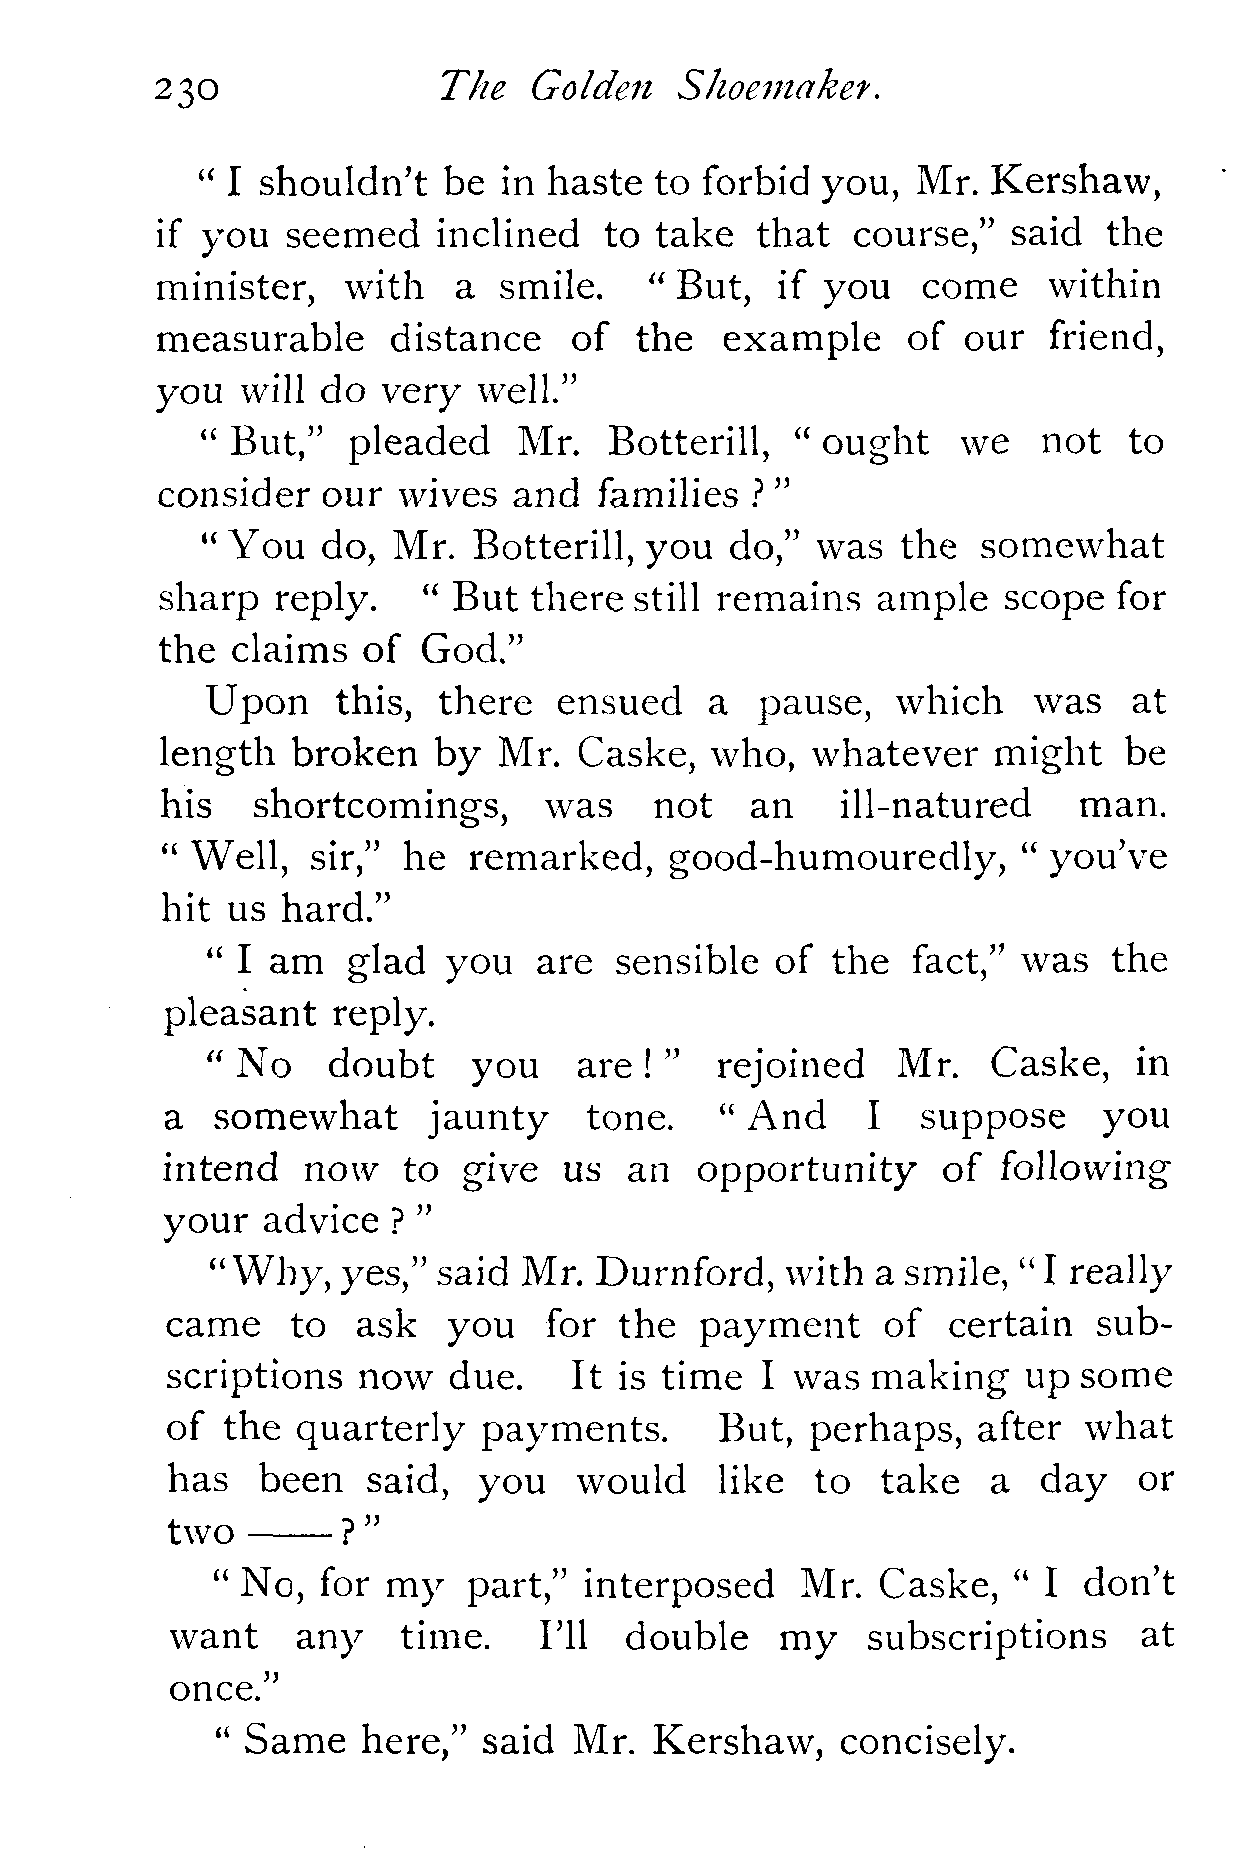 230 The Golden Shoemaker.
“ I shouldn’t be in haste to forbid you, Mr. Kershaw,
if you seemed inclined to take that course,” said the
minister, with a smile. “ But, if you come within
measurable distance of the example of our friend,
you will do very well.”
“ But,” pleaded Mr. Botterill, “ ought we not to
consider our wives and families ? ”
“ You do, Mr. Botterill, you do,” was the somewhat
sharp reply. “ But there still remains ample scope for
the claims of God.”
Upon this, there ensued a pause, which was at
length broken by Mr. Caske, who, whatever might be
his shortcomings, was not an ill-natured man.
“ Well, sir,” he remarked, good-humouredly, “ you’ve
hit us hard.”
“ I am glad you are sensible of the fact,” was the
pleasant reply.
“ No doubt you are ! ” rejoined Mr. Caske, in
a somewhat jaunty tone. “ And I suppose you
intend now to give us an opportunity of following
your advice ? ”
“ Why, yes,” said Mr. Durnford, with a smile, “ I really
came to ask you for the payment of certain sub-
scriptions now due. It is time I was making up some
of the quarterly payments. But, perhaps, after what
has been said, you would like to take a day or
two —— ? ”
“ No, for my part,” interposed Mr. Caske, “ I don’t
want any time. I’ll double my subscriptions at
once.”
“ Same here,” said Mr. Kershaw, concisely.